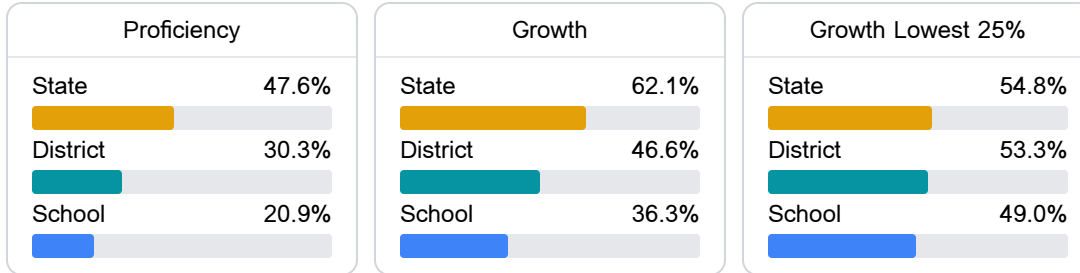 Proficiency
State 47.6%
District 30.3%
School 20.9%
Growth
State 62.1%
District 46.6%
School 36.3%
Growth Lowest 25%
State 54.8%
District 53.3%
School 49.0%